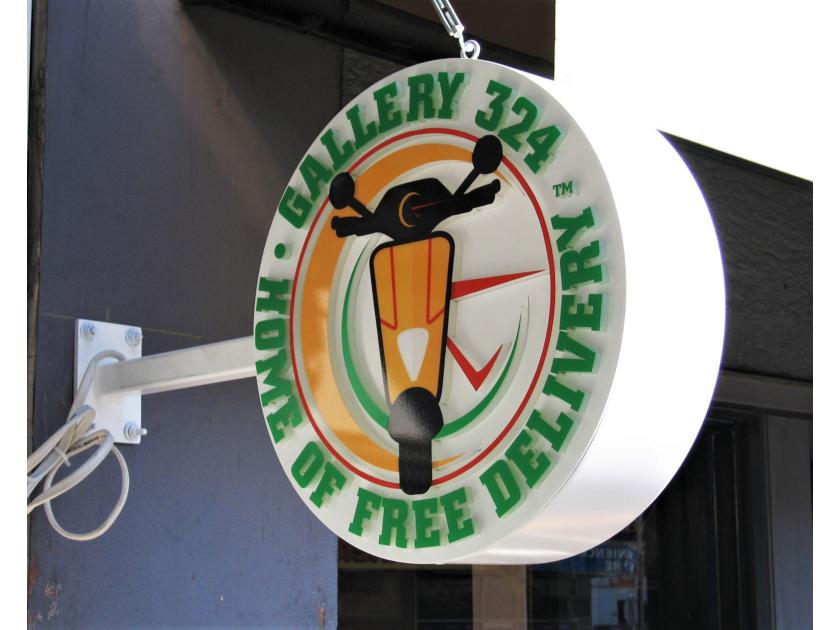 GALLERY 324 ™
• HOME OF FREE DELIVERY